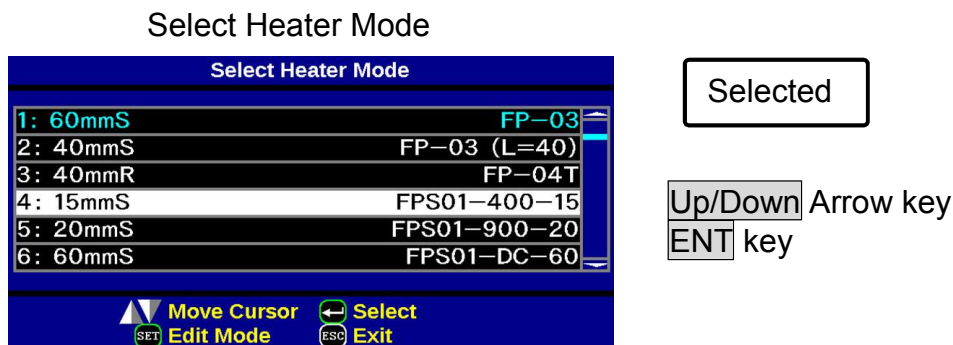 Select Heater Mode
Select Heater Mode
1: 60mmS FP-03
2: 40mmS FP-03 (L=40)
3: 40mmR FP-04T
4: 15mmS FPS01-400-15
5: 20mmS FPS01-900-20
6: 60mmS FPS01-DC-60
Move Cursor Select
SET Edit Mode ESC Exit
Selected
Up/Down Arrow key
ENT key